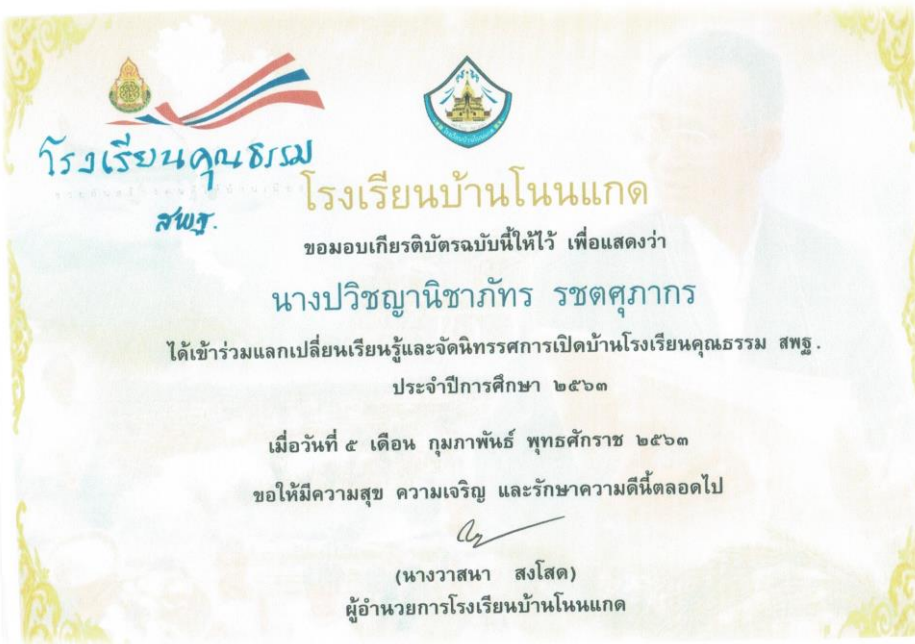 โรงเรียนคุณธรรม
สพฐ.
โรงเรียนบ้านโนนแกด
ขอมอบเกียรติบัตรฉบับนี้ให้ไว้ เพื่อแสดงว่า
นางปวิชญานิชาภัทร รชตศุภากร
ได้เข้าร่วมแลกเปลี่ยนเรียนรู้และจัดนิทรรศการเปิดบ้านโรงเรียนคุณธรรม สพฐ.
ประจำปีการศึกษา ๒๕๖๓
เมื่อวันที่ ๕ เดือน กุมภาพันธ์ พุทธศักราช ๒๕๖๓
ขอให้มีความสุข ความเจริญ และรักษาความดีนี้ตลอดไป
(นางวาสนา สงโสด)
ผู้อำนวยการโรงเรียนบ้านโนนแกด